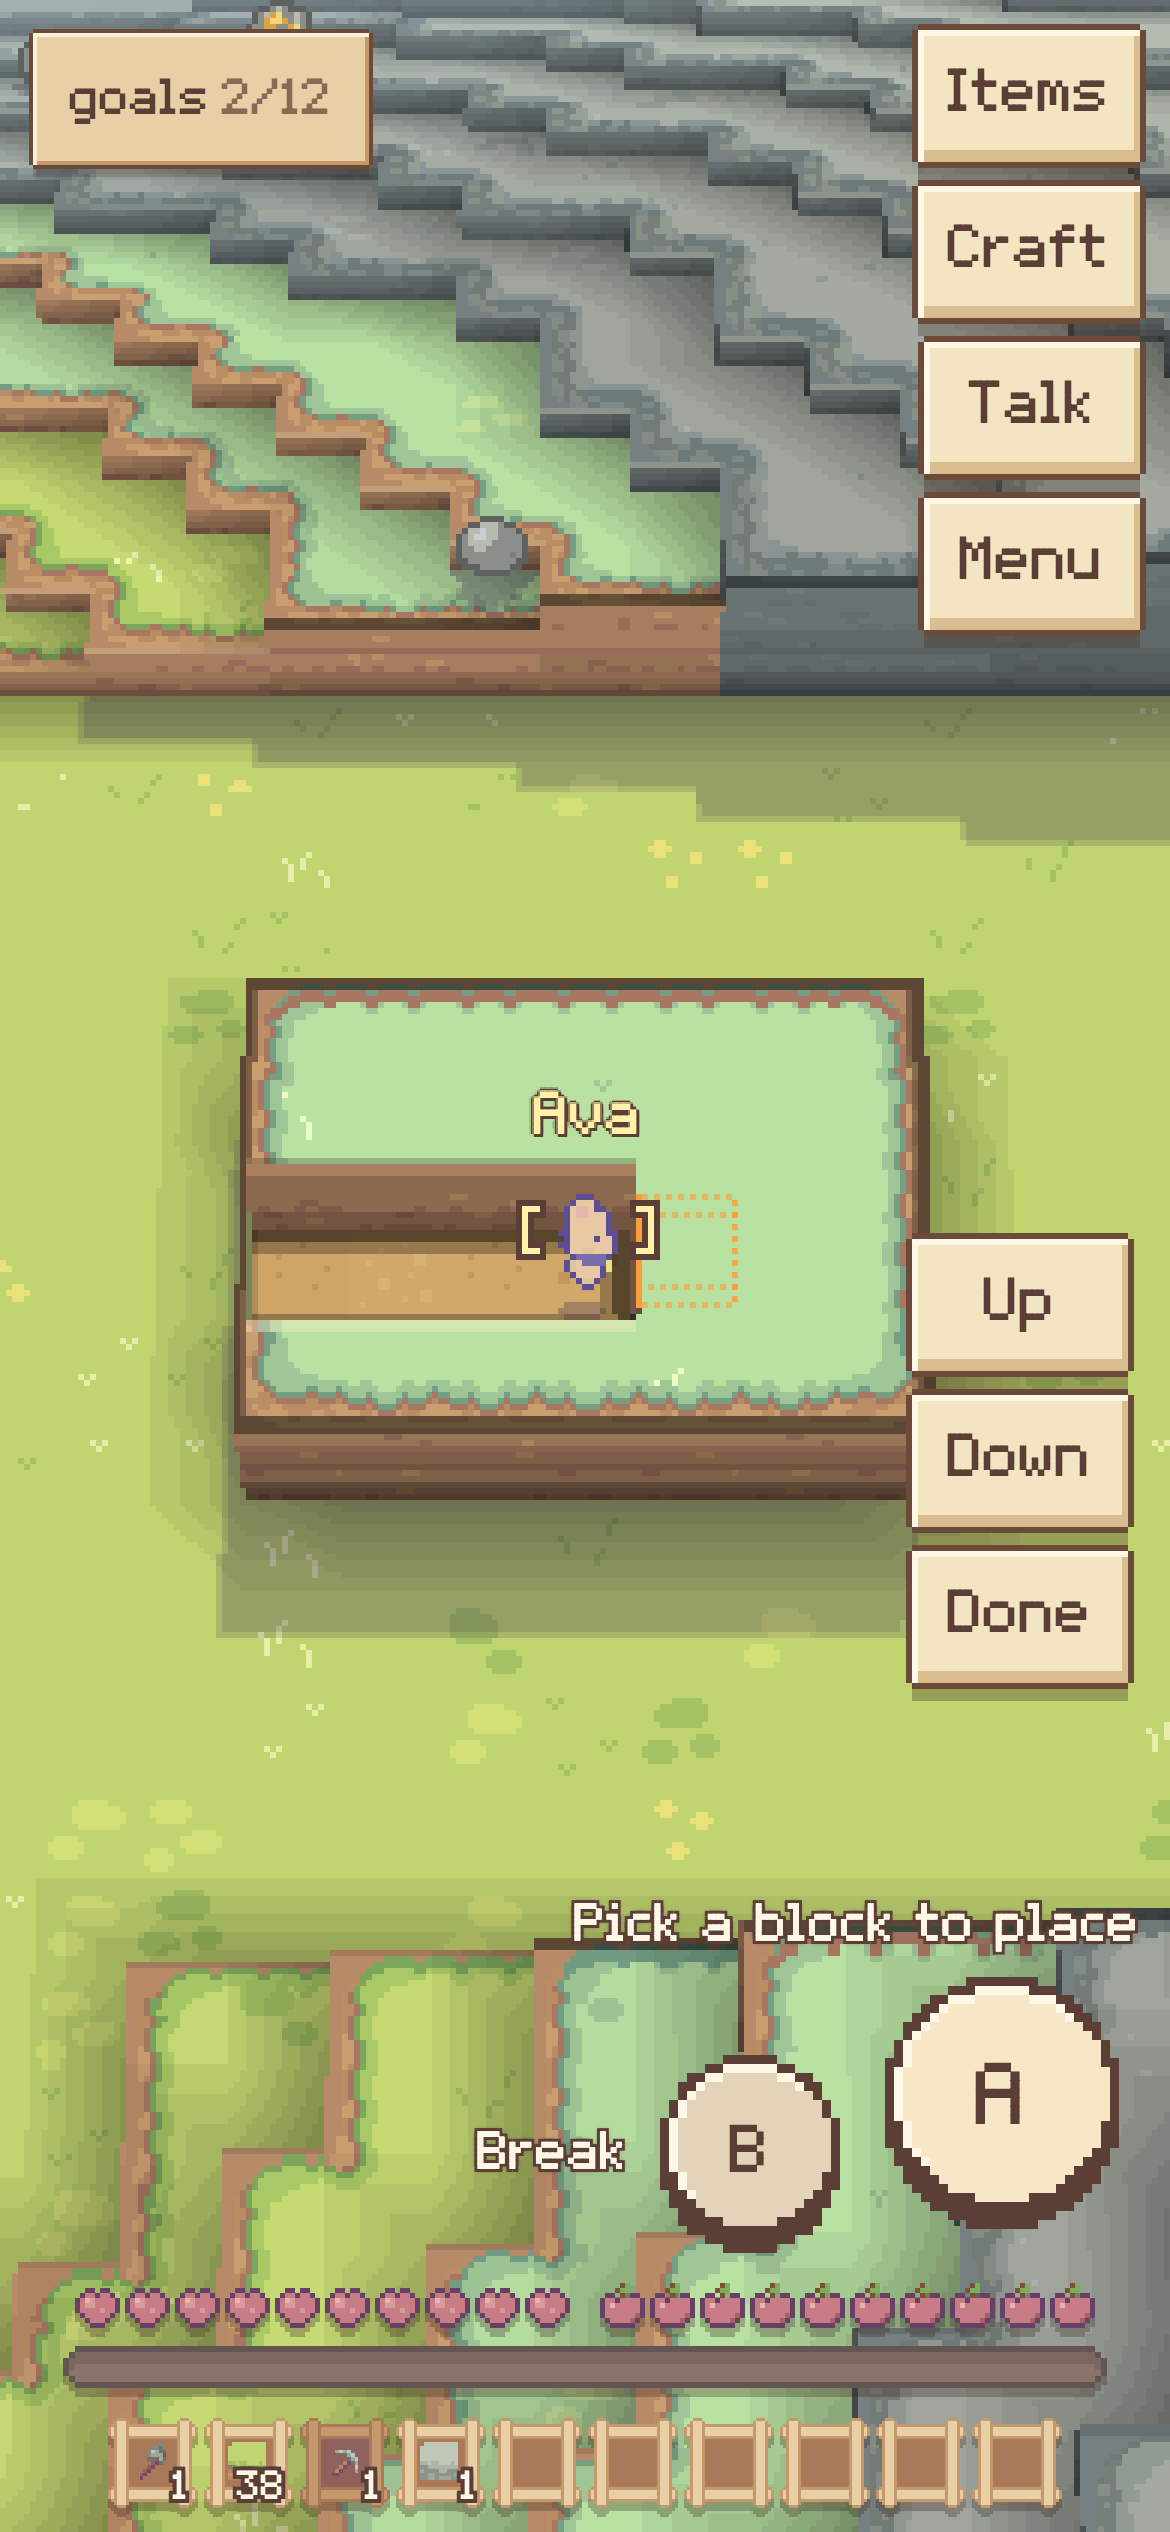 goals 2/12
Items
Craft
Talk
Menu
Ava
Up
Down
Done
Pick a block to place
A
Break
B
1
38
1
1